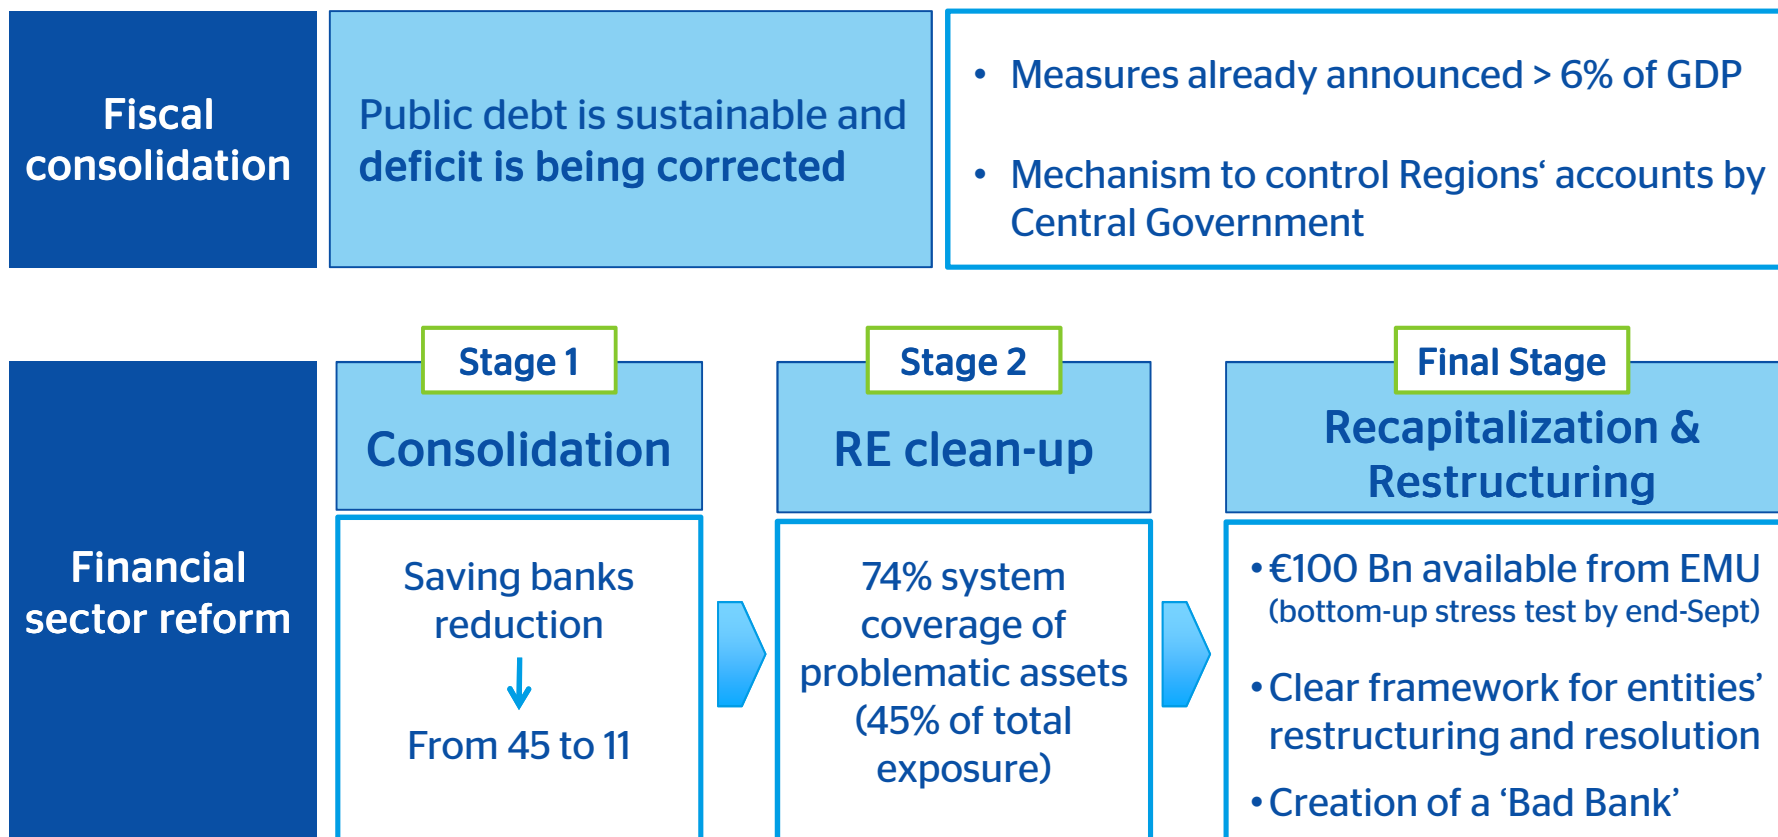 Fiscal
consolidation
Public debt is sustainable and
deficit is being corrected
• Measures already announced > 6% of GDP
• Mechanism to control Regions‘ accounts by
Central Government
Financial
sector reform
Stage 1
Consolidation
Saving banks
reduction
↓
From 45 to 11
Stage 2
RE clean-up
74% system
coverage of
problematic assets
(45% of total
exposure)
Final Stage
Recapitalization &
Restructuring
• €100 Bn available from EMU
(bottom-up stress test by end-Sept)
• Clear framework for entities’
restructuring and resolution
• Creation of a ‘Bad Bank’